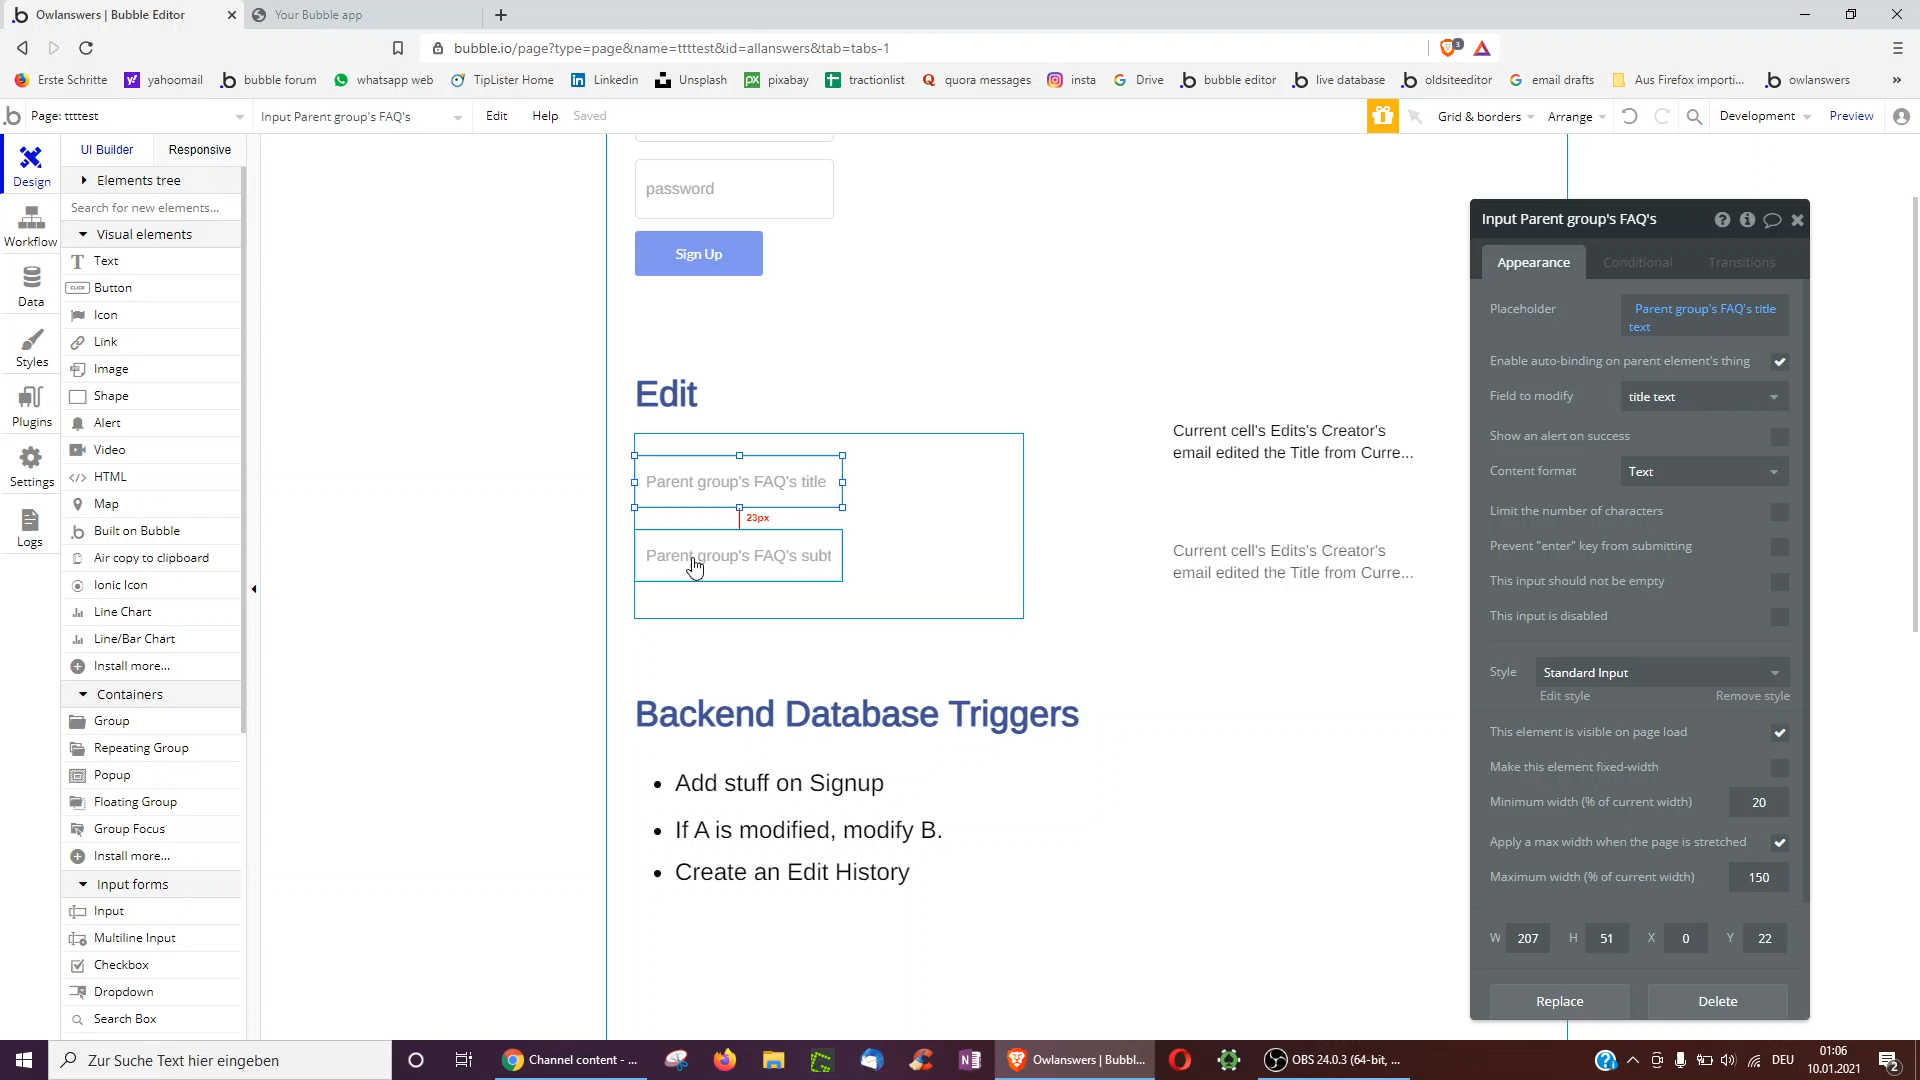 Owlanswers | Bubble Editor
Your Bubble app
bubble.io/page?type=page&name=ttttest&id=allanswers&tab=tabs-1
3
Erste Schritte
yahoomail
bubble forum
whatsapp web
TipLister Home
Linkedin
Unsplash
pixabay
tractionlist
quora messages
insta
Drive
bubble editor
live database
oldsiteeditor
email drafts
Aus Firefox importi...
owlanswers
»
Page: ttttest
Input Parent group's FAQ's
Edit
Help
Saved
Grid & borders
Arrange
Development
Preview
Design
Workflow
Data
Styles
Plugins
Settings
Logs
UI Builder
Responsive
Elements tree
Search for new elements...
Visual elements
Text
Button
Icon
Link
Image
Shape
Alert
Video
HTML
Map
Built on Bubble
Air copy to clipboard
Ionic Icon
Line Chart
Line/Bar Chart
Install more...
Containers
Group
Repeating Group
Popup
Floating Group
Group Focus
Install more...
Input forms
Input
Multiline Input
Checkbox
Dropdown
Search Box
password
Sign Up
Edit
Parent group's FAQ's title
23px
Parent group's FAQ's subt
Current cell's Edits's Creator's
email edited the Title from Curre...
Current cell's Edits's Creator's
email edited the Title from Curre...
Backend Database Triggers
• Add stuff on Signup
• If A is modified, modify B.
• Create an Edit History
Input Parent group's FAQ's
Appearance
Conditional
Transitions
Placeholder
Parent group's FAQ's title
text
Enable auto-binding on parent element's thing
Field to modify
title text
Show an alert on success
Content format
Text
Limit the number of characters
Prevent "enter" key from submitting
This input should not be empty
This input is disabled
Style
Standard Input
Edit style
Remove style
This element is visible on page load
Make this element fixed-width
Minimum width (% of current width)
20
Apply a max width when the page is stretched
Maximum width (% of current width)
150
W 207 H 51 X 0 Y 22
Replace
Delete
Zur Suche Text hier eingeben
Channel content - ...
Owlanswers | Bubbl...
OBS 24.0.3 (64-bit, ...
DEU
01:06
10.01.2021
2